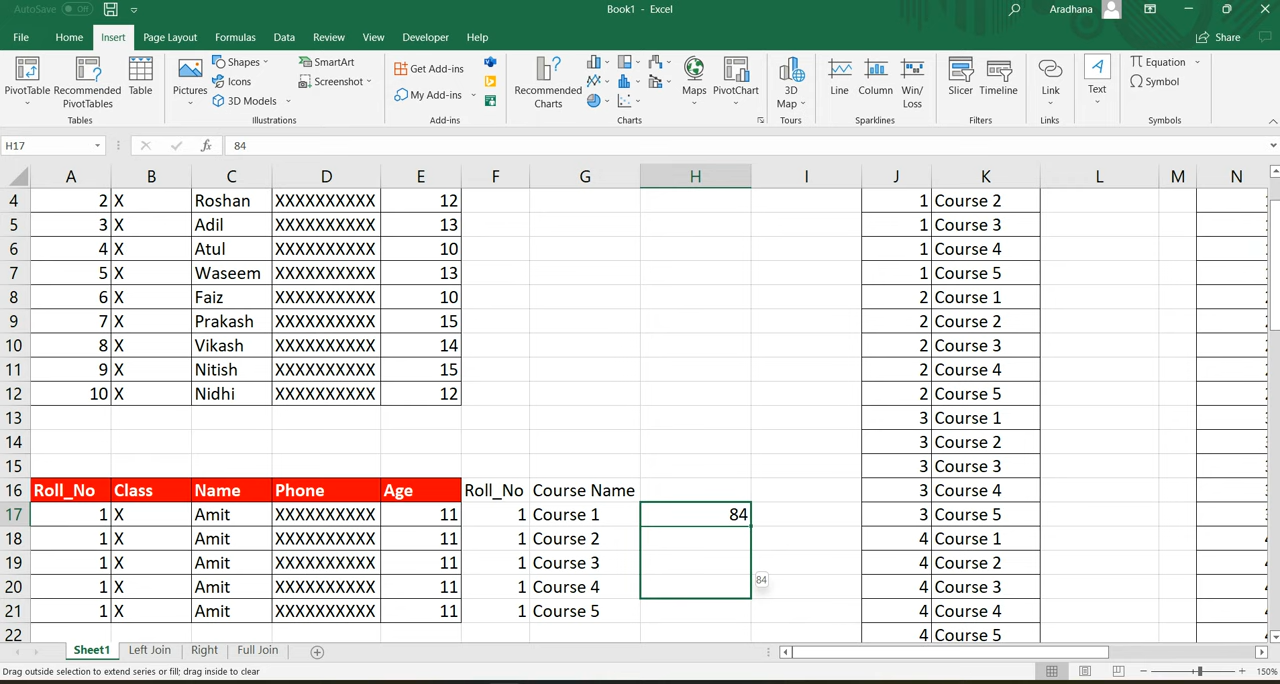 AutoSave Off Book1 - Excel Aradhana
File Home Insert Page Layout Formulas Data Review View Developer Help Share
PivotTable Recommended PivotTables Table
Tables
Pictures Shapes Icons 3D Models SmartArt Screenshot
Illustrations
Get Add-ins My Add-ins
Add-ins
Recommended Charts Maps PivotChart
Charts
3D Map
Tours
Line Column Win/ Loss
Sparklines
Slicer Timeline
Filters
Link
Links
Text
Equation Symbol
Symbols
H17 fx 84
A B C D E F G H I J K L M N
4 2 X Roshan XXXXXXXXXX 12 1 Course 2
5 3 X Adil XXXXXXXXXX 13 1 Course 3
6 4 X Atul XXXXXXXXXX 10 1 Course 4
7 5 X Waseem XXXXXXXXXX 13 1 Course 5
8 6 X Faiz XXXXXXXXXX 10 2 Course 1
9 7 X Prakash XXXXXXXXXX 15 2 Course 2
10 8 X Vikash XXXXXXXXXX 14 2 Course 3
11 9 X Nitish XXXXXXXXXX 15 2 Course 4
12 10 X Nidhi XXXXXXXXXX 12 2 Course 5
13 3 Course 1
14 3 Course 2
15 3 Course 3
16 Roll_No Class Name Phone Age Roll_No Course Name 3 Course 4
17 1 X Amit XXXXXXXXXX 11 1 Course 1 84 3 Course 5
18 1 X Amit XXXXXXXXXX 11 1 Course 2 4 Course 1
19 1 X Amit XXXXXXXXXX 11 1 Course 3 4 Course 2
20 1 X Amit XXXXXXXXXX 11 1 Course 4 84 4 Course 3
21 1 X Amit XXXXXXXXXX 11 1 Course 5 4 Course 4
22 4 Course 5
Sheet1 Left Join Right Full Join
Drag outside selection to extend series or fill; drag inside to clear 150%